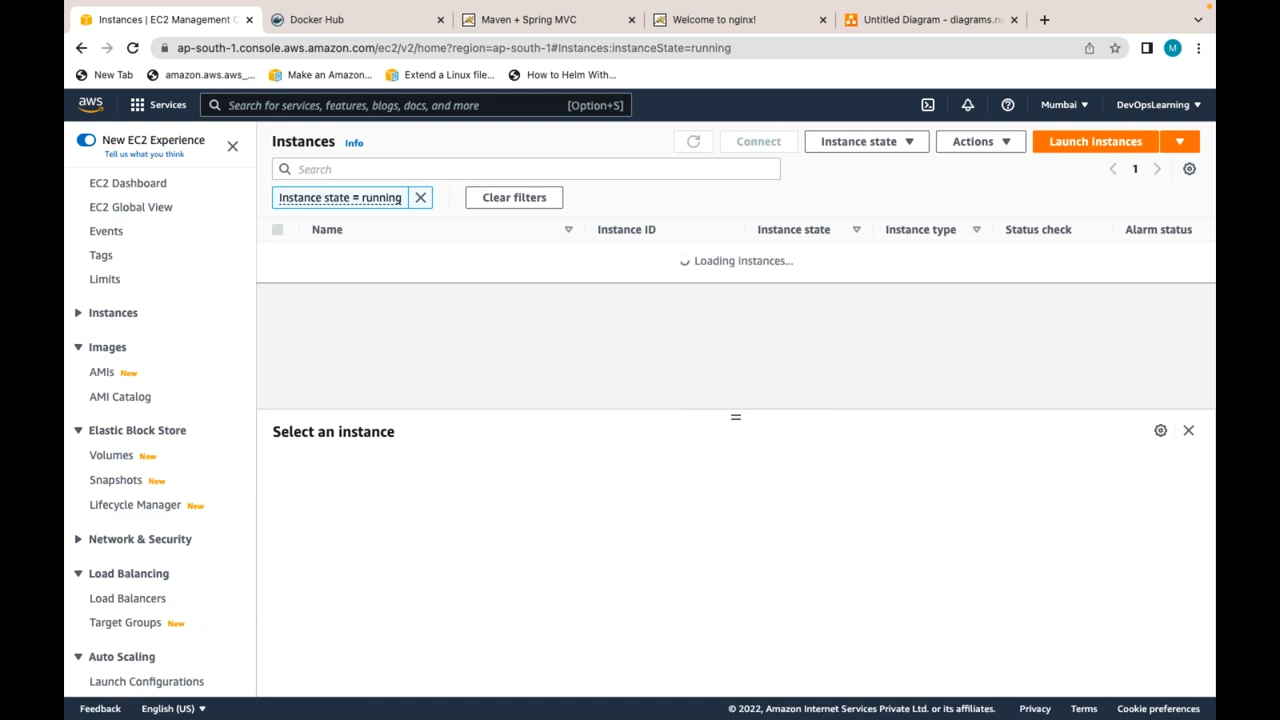 Instances | EC2 Management C
Docker Hub
Maven + Spring MVC
Welcome to nginx!
Untitled Diagram - diagrams.ne
ap-south-1.console.aws.amazon.com/ec2/v2/home?region=ap-south-1#Instances:instanceState=running
M
New Tab
amazon.aws.aws_...
Make an Amazon...
Extend a Linux file...
How to Helm With...
aws
Services
Search for services, features, blogs, docs, and more
[Option+S]
Mumbai
DevOpsLearning
New EC2 Experience
Tell us what you think
EC2 Dashboard
EC2 Global View
Events
Tags
Limits
Instances
Images
AMIs New
AMI Catalog
Elastic Block Store
Volumes New
Snapshots New
Lifecycle Manager New
Network & Security
Load Balancing
Load Balancers
Target Groups New
Auto Scaling
Launch Configurations
Instances Info
Connect
Instance state
Actions
Launch instances
Search
1
Instance state = running
Clear filters
Name
Instance ID
Instance state
Instance type
Status check
Alarm status
Loading instances...
Select an instance
Feedback
English (US)
© 2022, Amazon Internet Services Private Ltd. or its affiliates.
Privacy
Terms
Cookie preferences